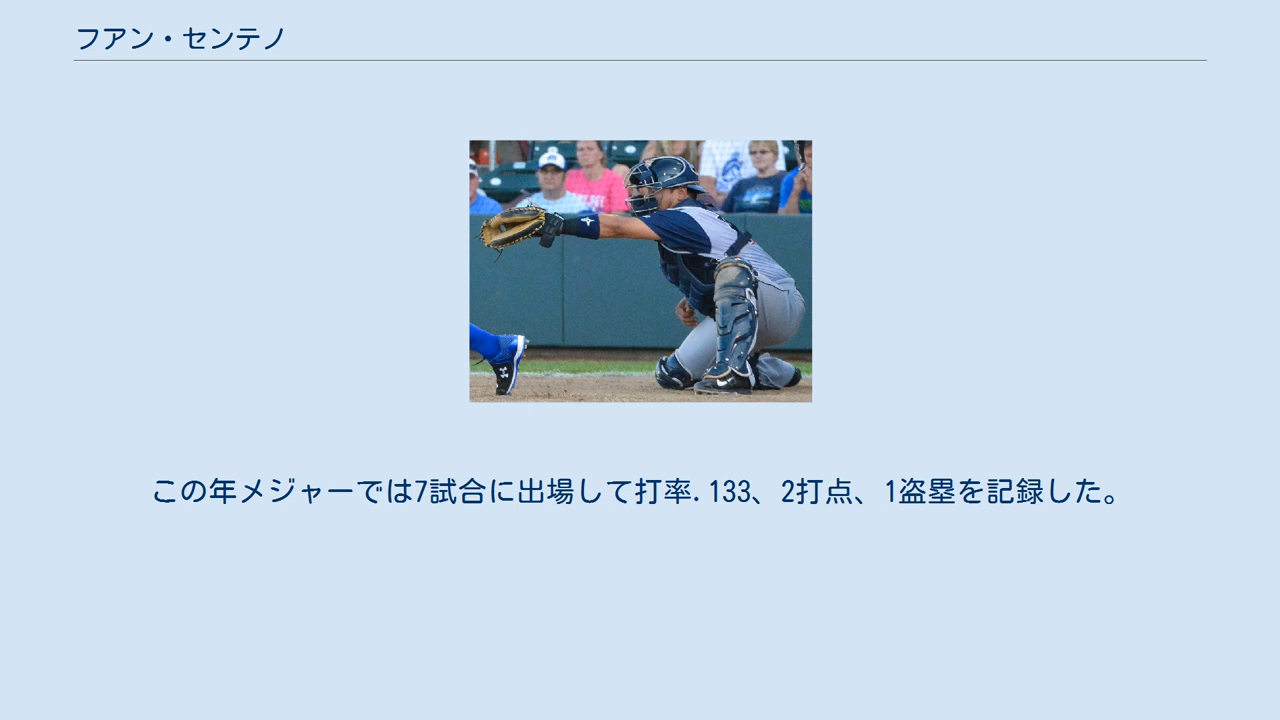 フアン・センテノ
この年メジャーでは7試合に出場して打率.133、2打点、1盗塁を記録した。